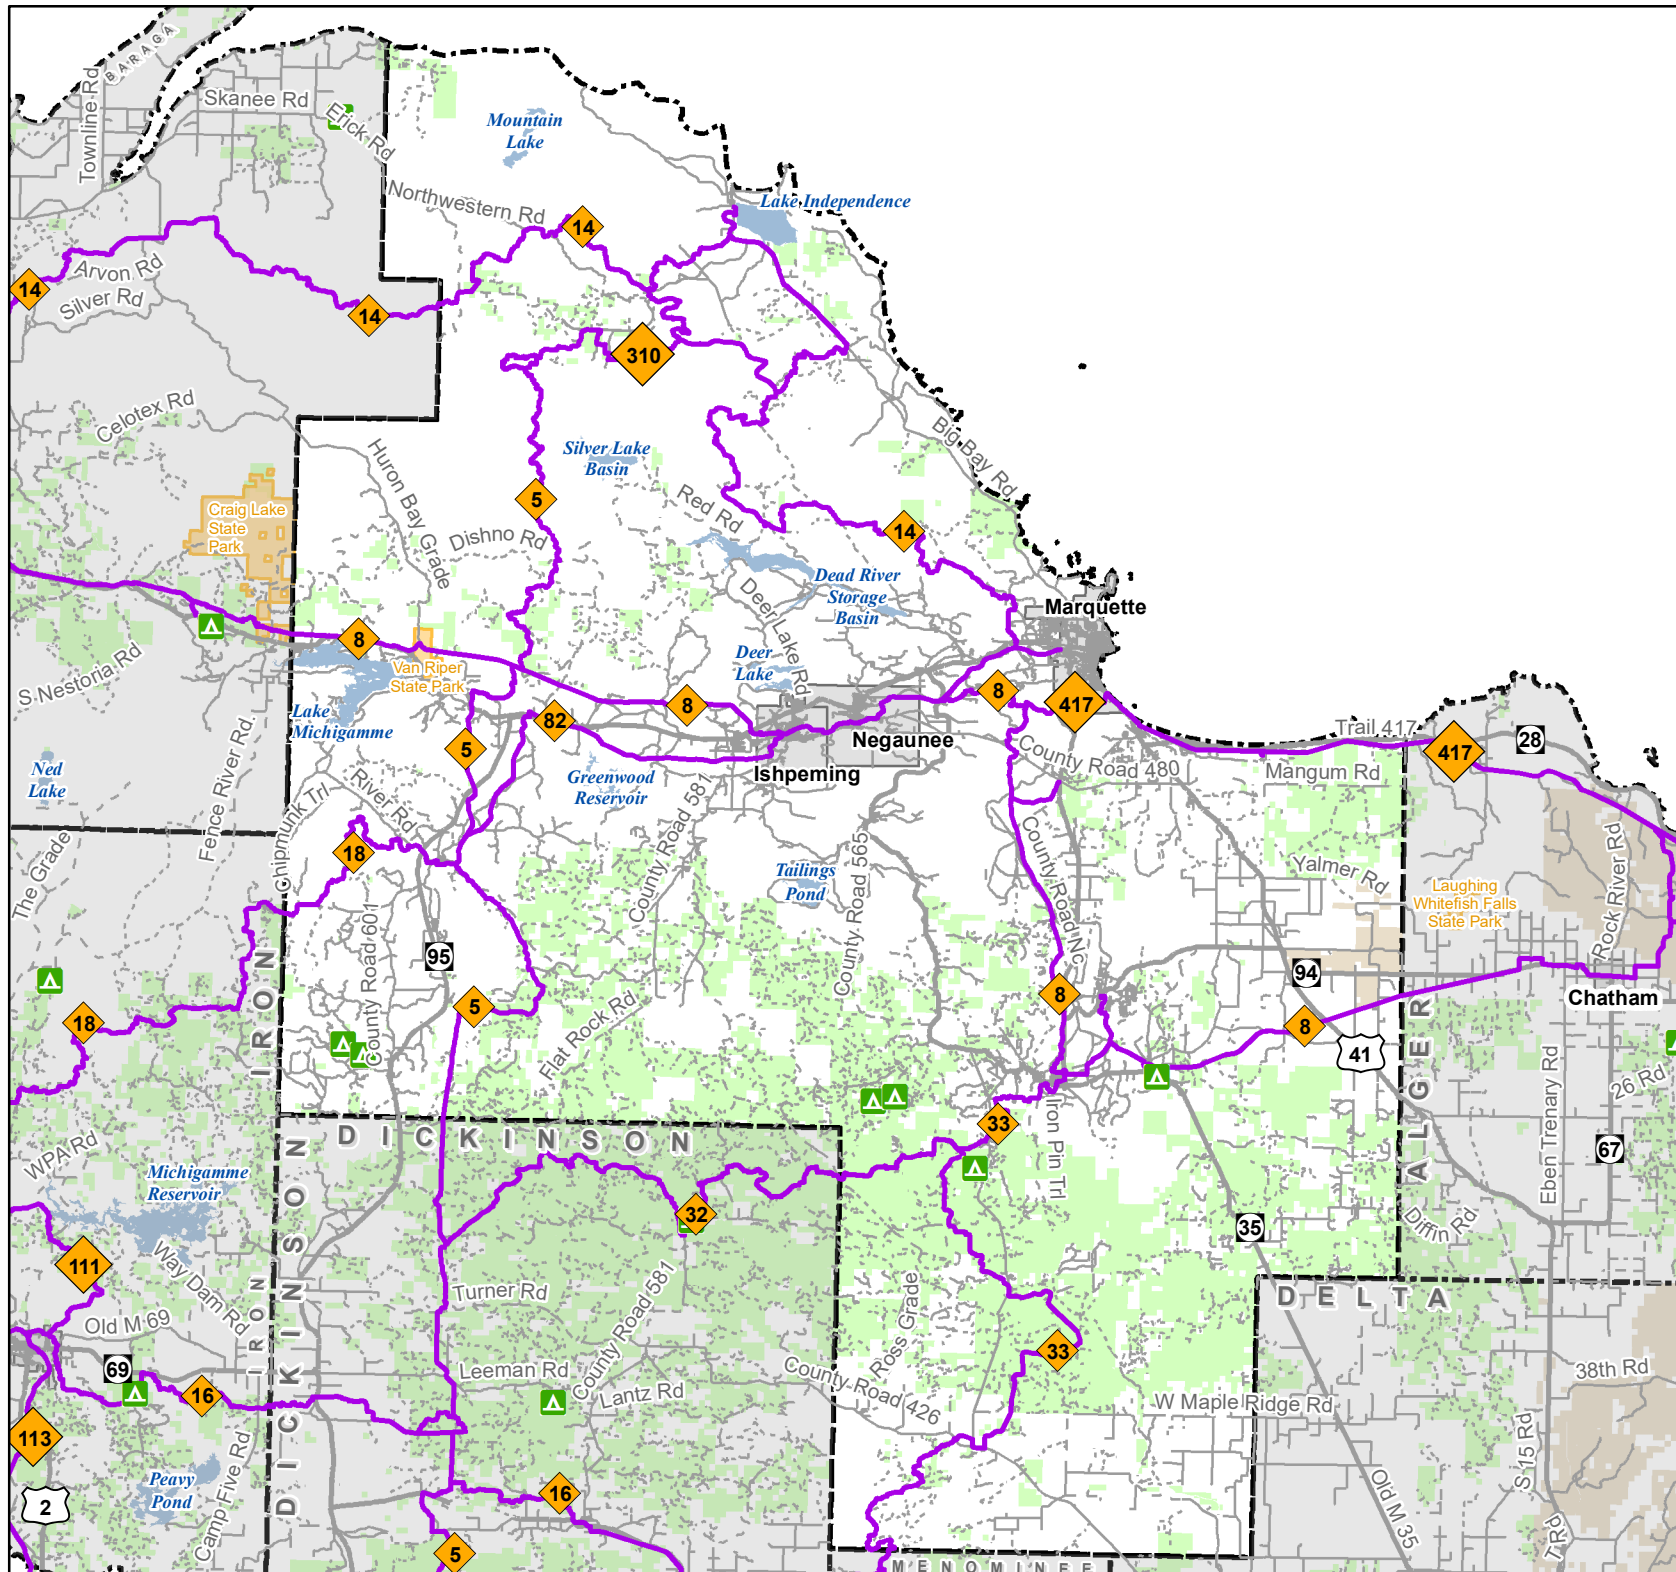 BARAGA
Townline Rd
Skanee Rd
Erick Rd
Mountain
Lake
Northwestern Rd
Lake Independence
14
14
Arvon Rd
Silver Rd
14
310
Celotex Rd
Huron Bay Grade
Silver Lake
Basin
Big Bay Rd
Craig Lake
State
Park
5
Red Rd
Dishno Rd
14
Dead River
Storage
Basin
Deer Lake Rd
Marquette
8
Van Riper
State Park
Deer
Lake
S Nestoria Rd
8
8
417
Lake
Michigamme
82
5
Negaunee
Ishpeming
Trail 417
417
28
County Road 480
Mangum Rd
Ned
Lake
Fence River Rd.
Greenwood
Reservoir
County Road 581
River Rd
Chipmunk Trl
The Grade
18
County Road 565
Tailings
Pond
County Road Nc
Yalmer Rd
Laughing
Whitefish Falls
State Park
Rock River Rd
County Road 601
95
94
Chatham
18
5
8
8
41
Flat Rock Rd
IRON
ALGER
Eben Trenary Rd
26 Rd
67
DICKINSON
33
Iron Pin Trl
WPA Rd
Michigamme
Reservoir
32
35
Diffin Rd
111
Way Dam Rd
DICKINSON
IRON
Turner Rd
County Road 581
Ross Grade
DELTA
Old M 69
69
16
Leeman Rd
Lantz Rd
County Road 426
33
W Maple Ridge Rd
38th Rd
113
Peavy
Pond
Camp Five Rd
2
16
5
Old M 35
S 15 Rd
T Rd
MENOMINEE